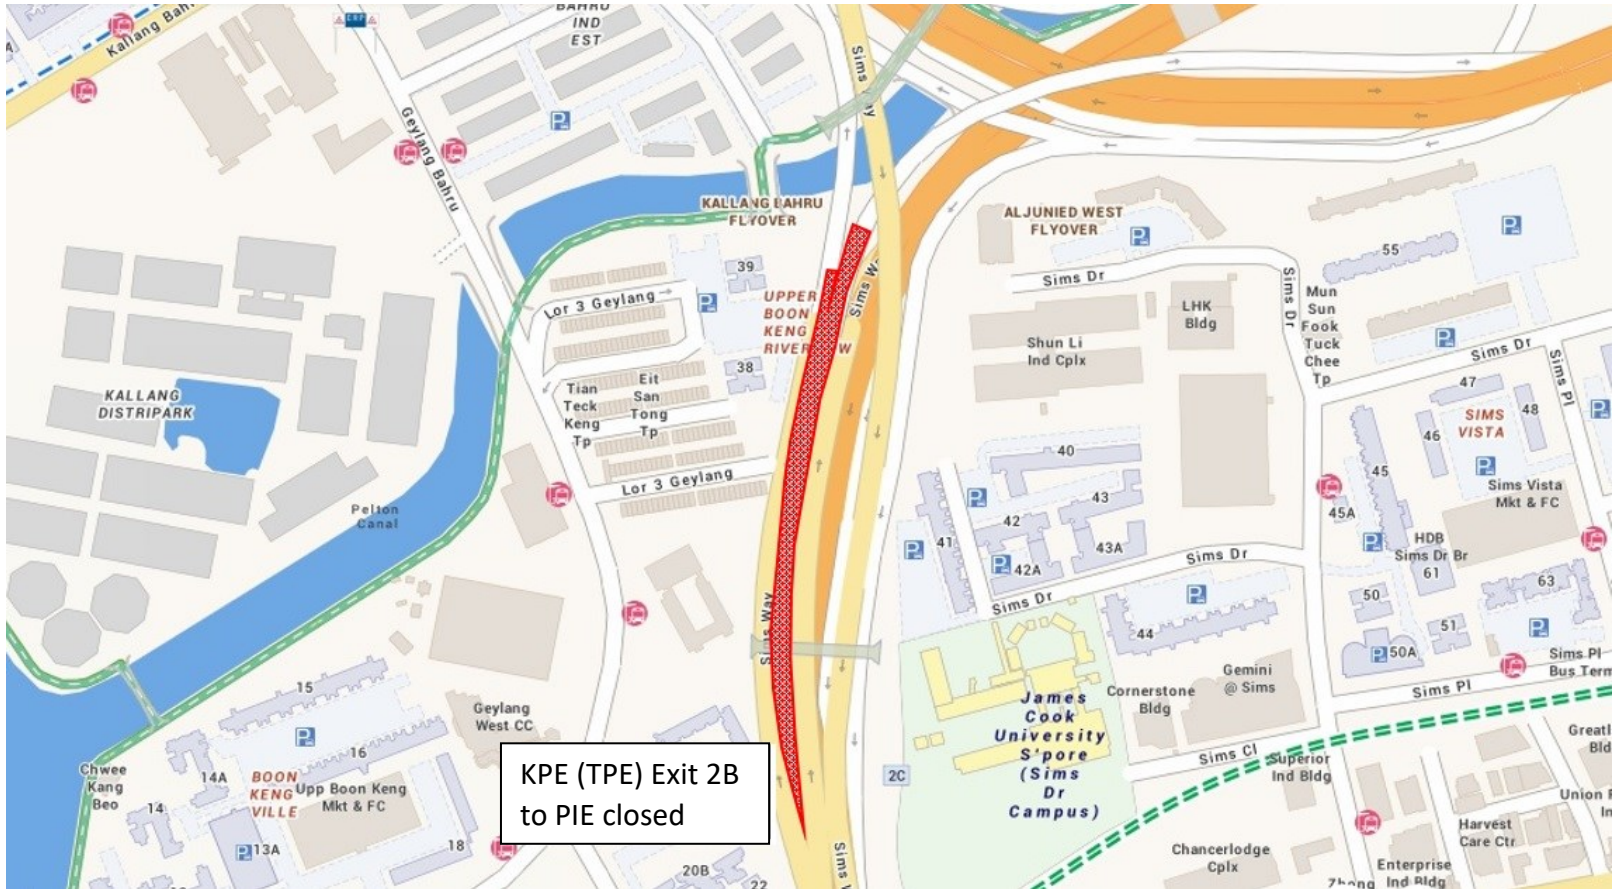 BAHRU
IND
EST
Kallang Bah
ERP
Sims Way
Geylang Bahru
KALLANG BAHRU
FLYOVER
ALJUNIED WEST
FLYOVER
55
39
Sims Dr
Sims Dr
Mun
Sun
Fook
Tuck
Chee
Tp
LHK
Bldg
Lor 3 Geylang
UPPER
BOON
KENG
Shun Li
Ind Cplx
Sims Dr
Sims Pl
38
47
KALLANG
DISTRIPARK
Tian
Teck
Keng
Tp
Eit
San
Tong
Tp
46
SIMS
VISTA
48
40
45
Lor 3 Geylang
43
Sims Vista
Mkt & FC
45A
Pelton
Canal
42
41
43A
42A
Sims Dr
HDB
Sims Dr Br
61
63
Sims Dr
50
Sims Way
44
51
50A
Sims Pl
Bus Term
15
Gemini
@ Sims
Cornerstone
Bldg
Sims Pl
James
Cook
University
S'pore
(Sims
Dr
Campus)
Geylang
West CC
16
Sims Cl
Superior
Ind Bldg
Chwee
Kang
Beo
14A
BOON
KENG
VILLE
Upp Boon Keng
Mkt & FC
KPE (TPE) Exit 2B
to PIE closed
2C
14
13A
18
20B
22
Sims
Chancerlodge
Cplx
Harvest
Care Ctr
Enterprise
Ind Bldg
Union